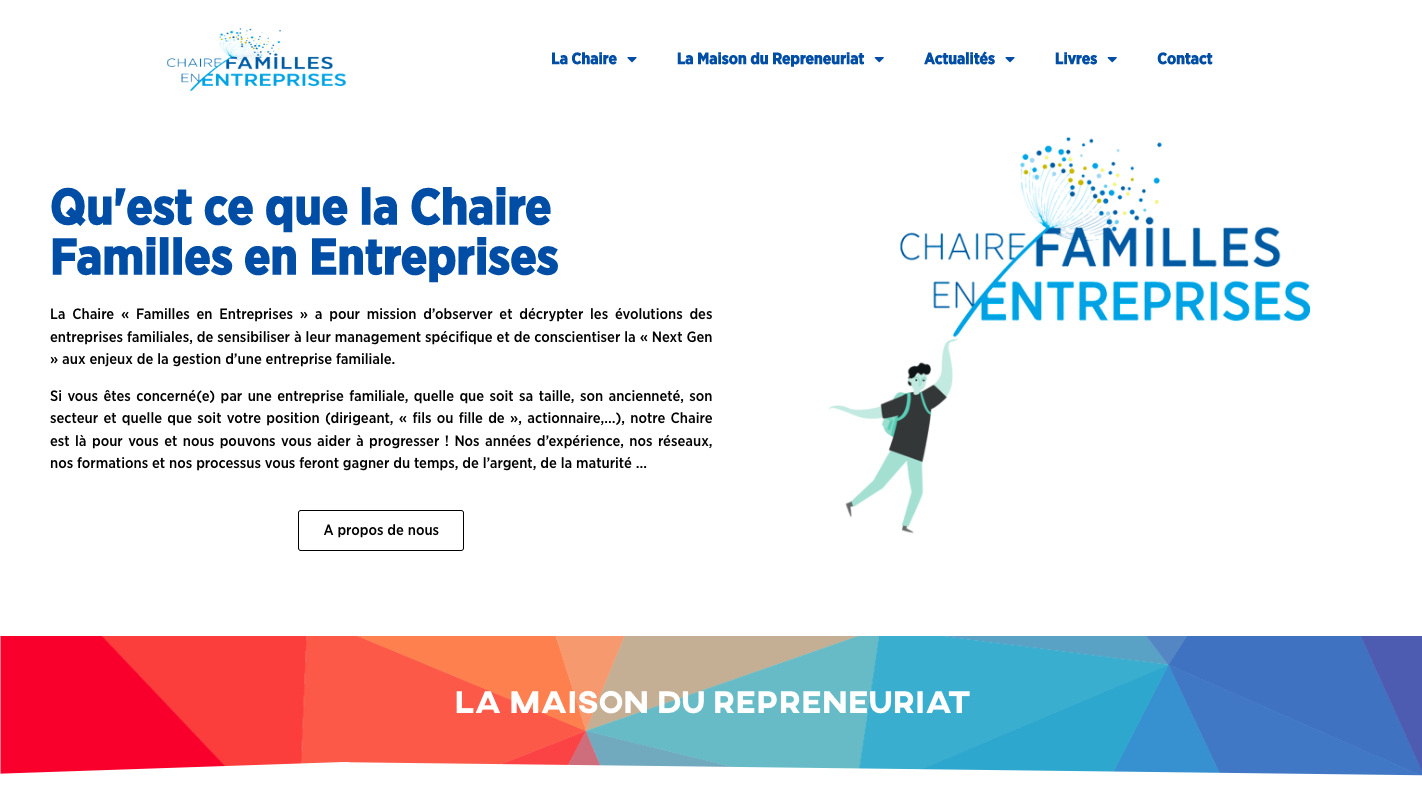 CHAIRE FAMILLES
EN ENTREPRISES
La Chaire
La Maison du Repreneuriat
Actualités
Livres
Contact
Qu'est ce que la Chaire
Familles en Entreprises
La Chaire « Familles en Entreprises » a pour mission d’observer et décrypter les évolutions des
entreprises familiales, de sensibiliser à leur management spécifique et de conscientiser la « Next Gen
» aux enjeux de la gestion d’une entreprise familiale.
Si vous êtes concerné(e) par une entreprise familiale, quelle que soit sa taille, son ancienneté, son
secteur et quelle que soit votre position (dirigeant, « fils ou fille de », actionnaire,…), notre Chaire
est là pour vous et nous pouvons vous aider à progresser ! Nos années d’expérience, nos réseaux,
nos formations et nos processus vous feront gagner du temps, de l’argent, de la maturité …
A propos de nous
CHAIRE FAMILLES
EN ENTREPRISES
LA MAISON DU REPRENEURIAT